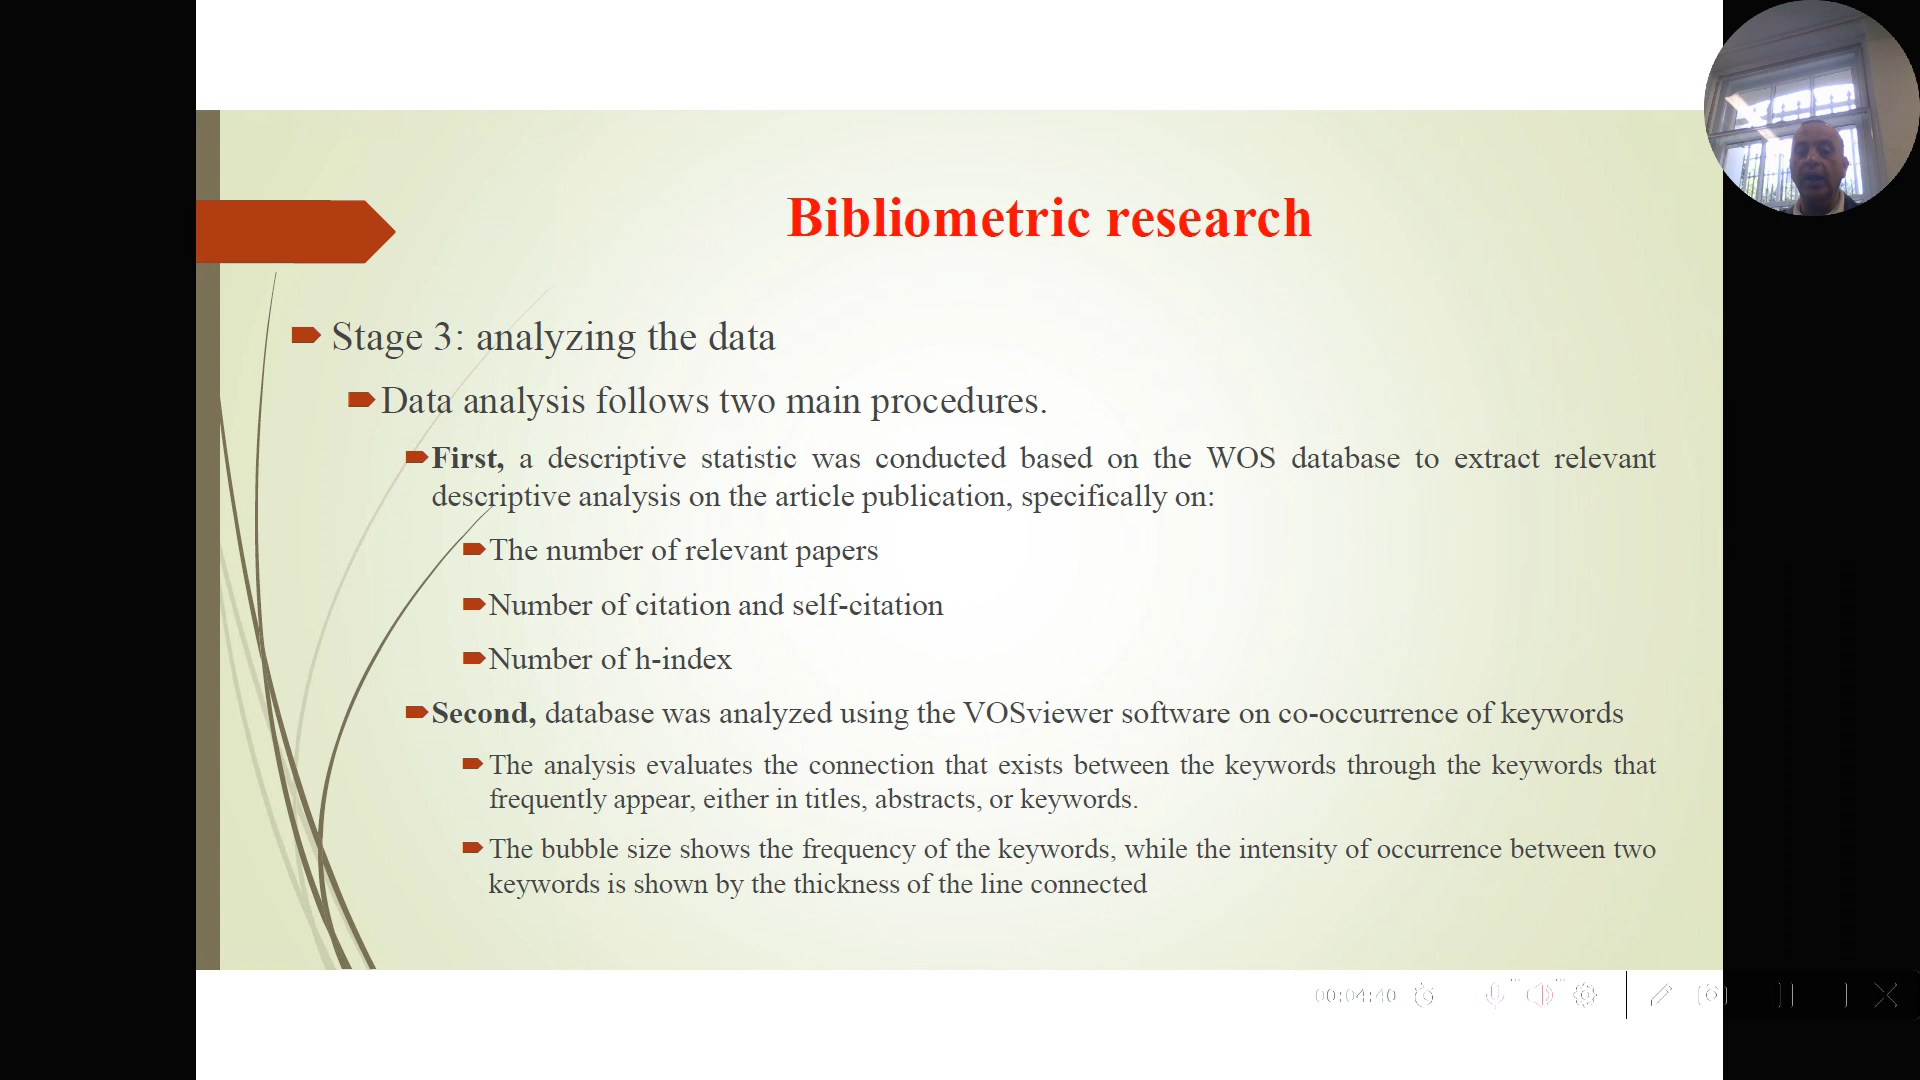 Bibliometric research
Stage 3: analyzing the data
Data analysis follows two main procedures.
First, a descriptive statistic was conducted based on the WOS database to extract relevant
descriptive analysis on the article publication, specifically on:
The number of relevant papers
Number of citation and self-citation
Number of h-index
Second, database was analyzed using the VOSviewer software on co-occurrence of keywords
The analysis evaluates the connection that exists between the keywords through the keywords that
frequently appear, either in titles, abstracts, or keywords.
The bubble size shows the frequency of the keywords, while the intensity of occurrence between two
keywords is shown by the thickness of the line connected
00:04:40